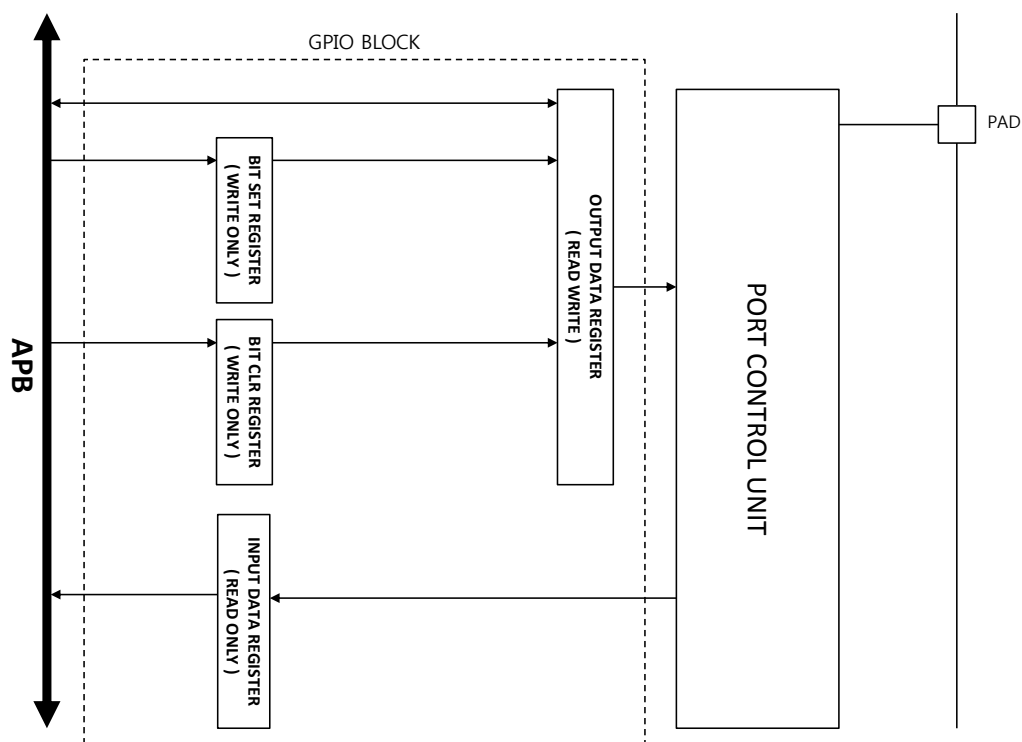 GPIO BLOCK
PAD
BIT SET REGISTER
( WRITE ONLY )
OUTPUT DATA REGISTER
( READ WRITE )
PORT CONTROL UNIT
APB
BIT CLR REGISTER
( WRITE ONLY )
INPUT DATA REGISTER
( READ ONLY )